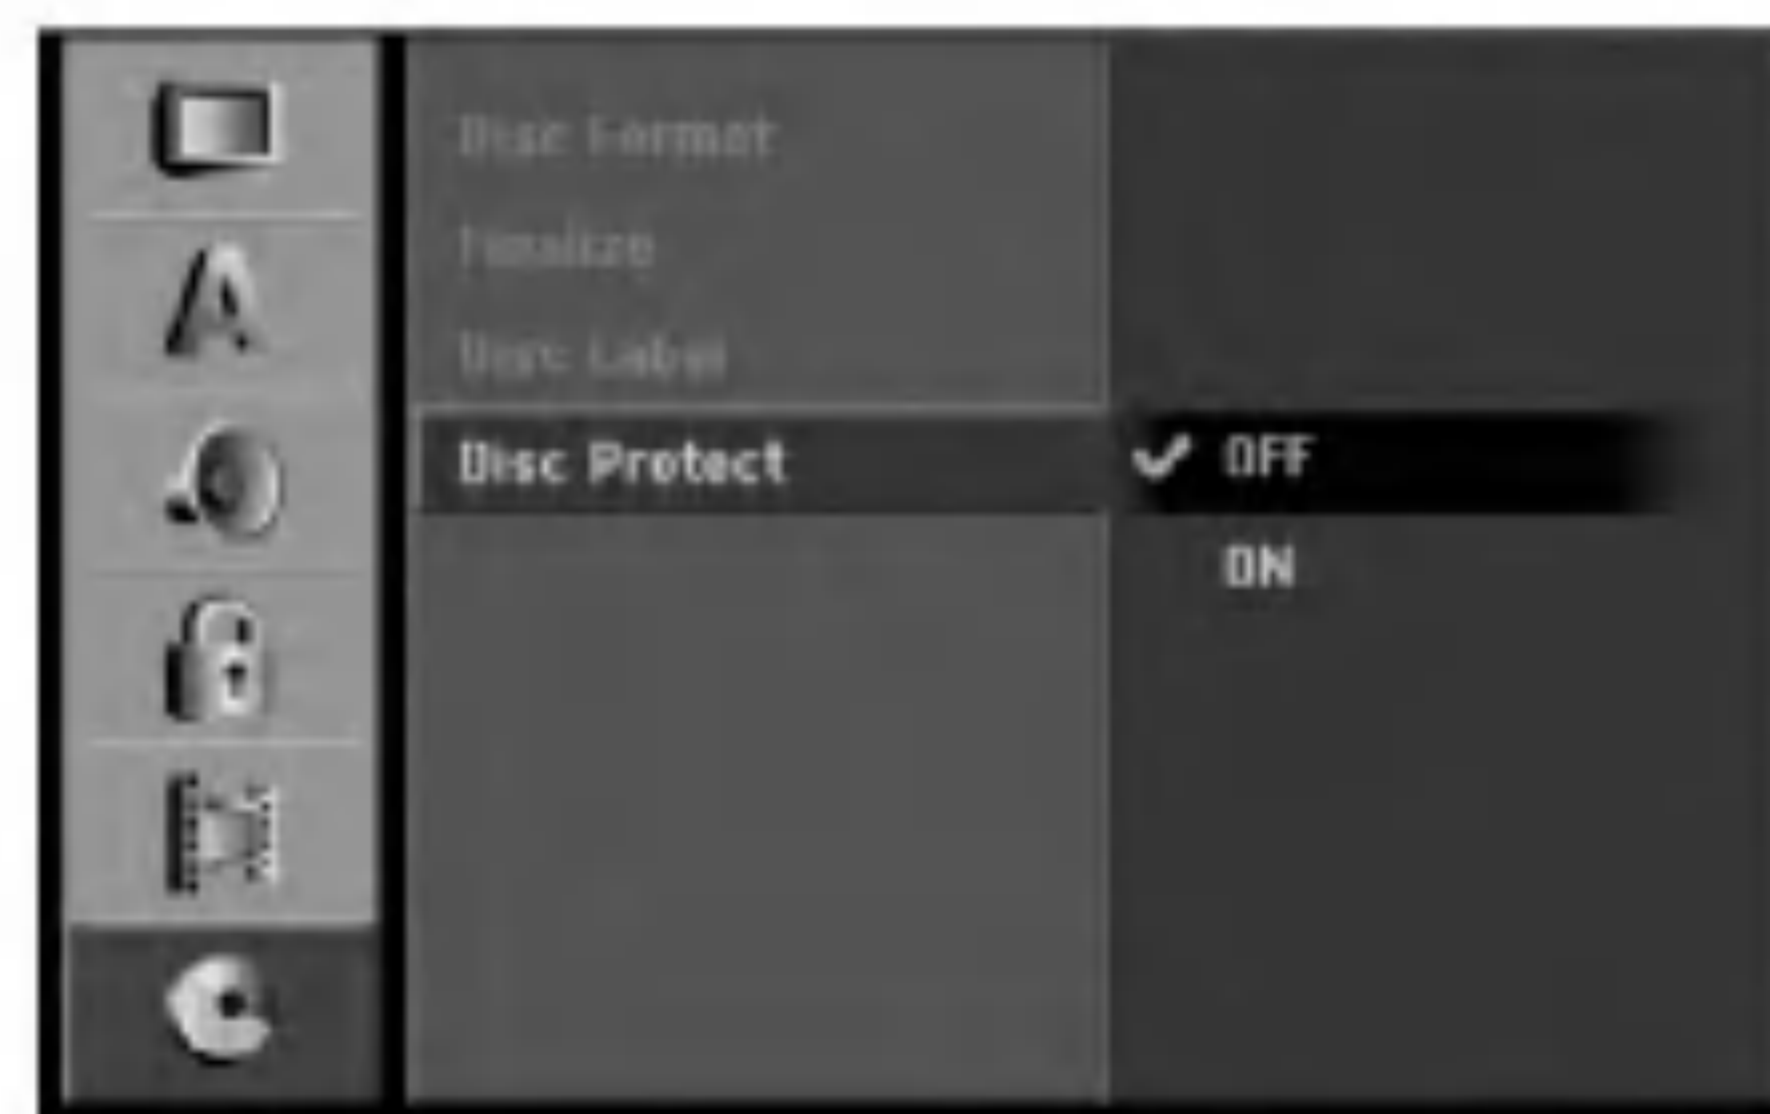 Disc Format
Finalize
Disc Label
Disc Protect
OFF
ON